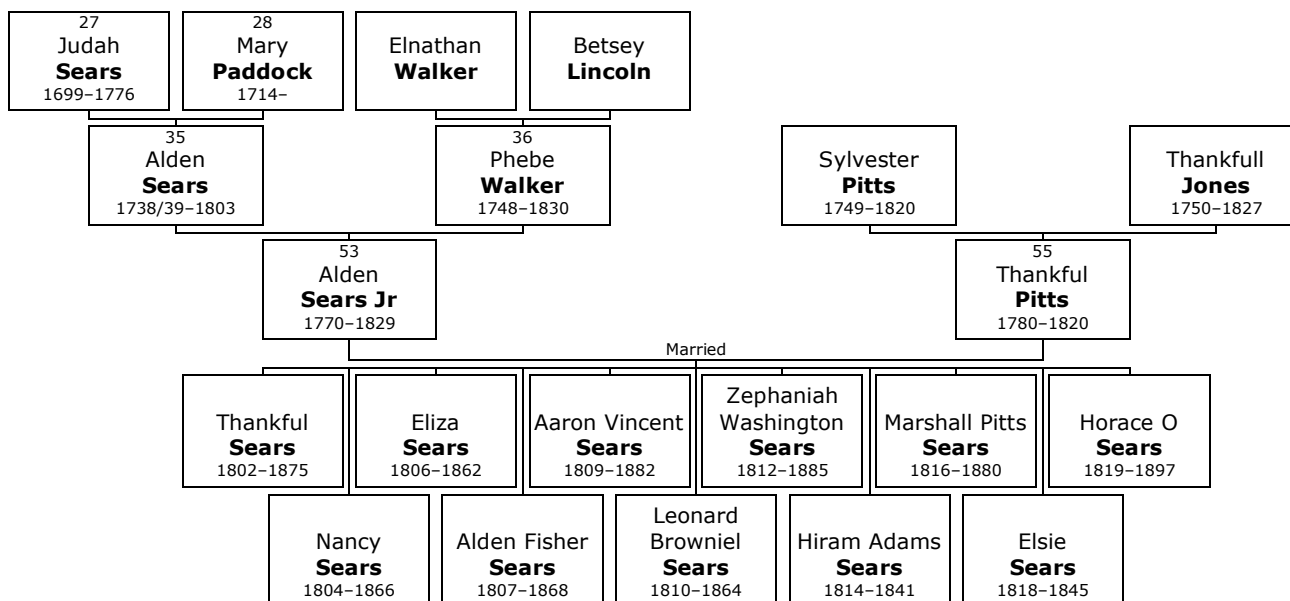 27
Judah
Sears
1699–1776
28
Mary
Paddock
1714–
Elnathan
Walker
Betsey
Lincoln
35
Alden
Sears
1738/39–1803
36
Phebe
Walker
1748–1830
Sylvester
Pitts
1749–1820
Thankfull
Jones
1750–1827
53
Alden
Sears Jr
1770–1829
55
Thankful
Pitts
1780–1820
Married
Thankful
Sears
1802–1875
Eliza
Sears
1806–1862
Aaron Vincent
Sears
1809–1882
Zephaniah
Washington
Sears
1812–1885
Marshall Pitts
Sears
1816–1880
Horace O
Sears
1819–1897
Nancy
Sears
1804–1866
Alden Fisher
Sears
1807–1868
Leonard
Browniel
Sears
1810–1864
Hiram Adams
Sears
1814–1841
Elsie
Sears
1818–1845